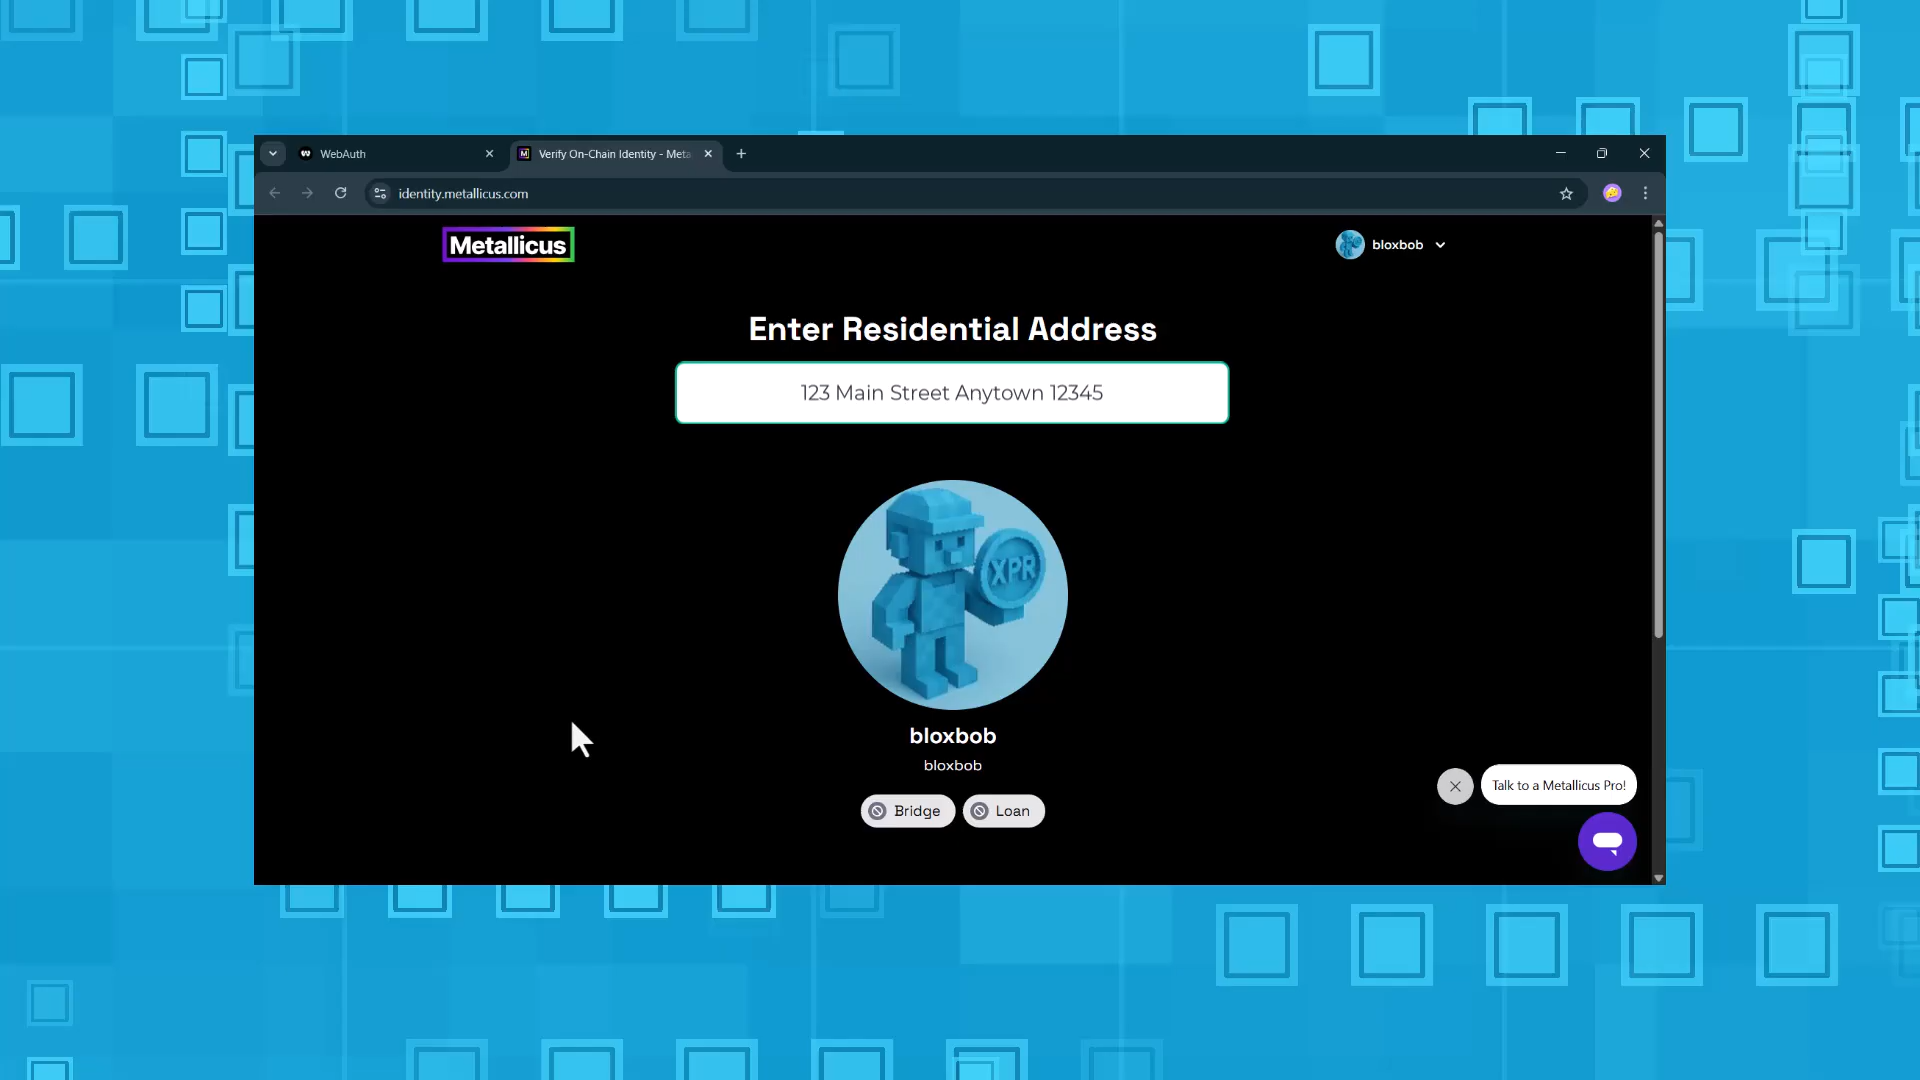 WebAuth
Verify On-Chain Identity - Meta
identity.metallicus.com
Metallicus
bloxbob
Enter Residential Address
123 Main Street Anytown 12345
XPR
bloxbob
bloxbob
Bridge
Loan
Talk to a Metallicus Pro!